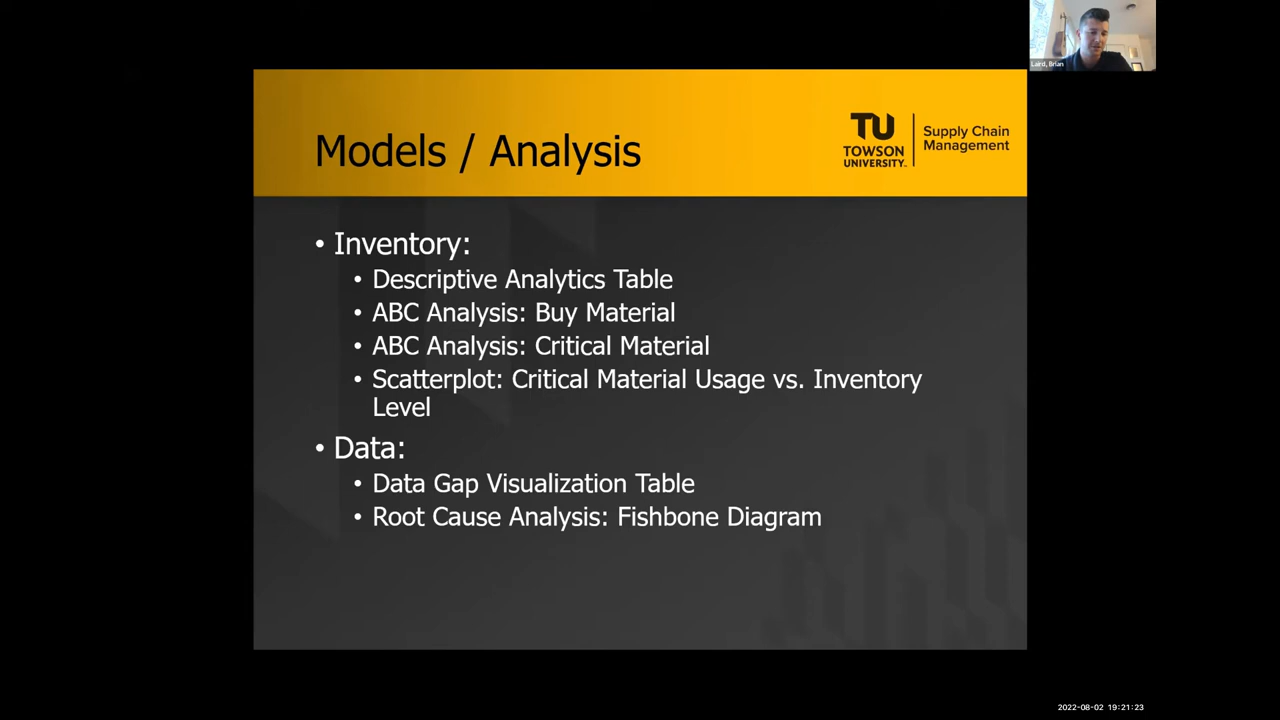 Laird, Brian
Models / Analysis
TU
TOWSON
UNIVERSITY.
Supply Chain
Management
• Inventory:
• Descriptive Analytics Table
• ABC Analysis: Buy Material
• ABC Analysis: Critical Material
• Scatterplot: Critical Material Usage vs. Inventory
Level
• Data:
• Data Gap Visualization Table
• Root Cause Analysis: Fishbone Diagram
2022-08-02 19:21:23